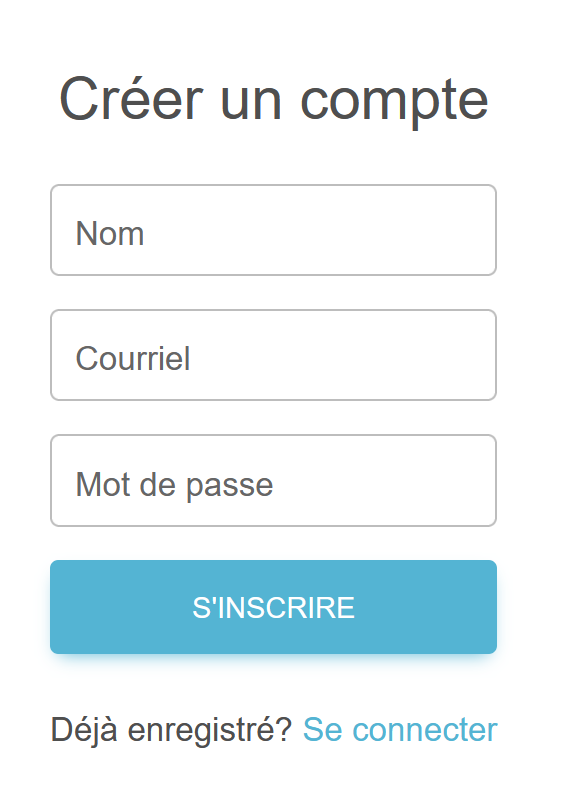 Créer un compte
Nom
Courriel
Mot de passe
S'INSCRIRE
Déjà enregistré? Se connecter